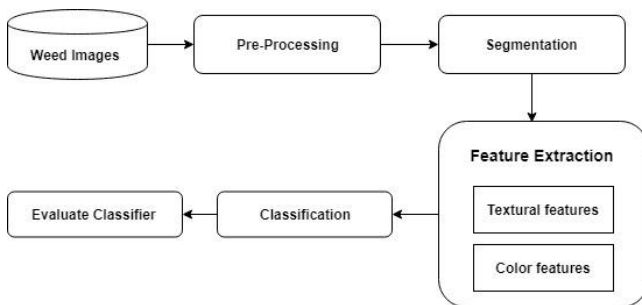 Weed Images
Pre-Processing
Segmentation
Feature Extraction
Textural features
Color features
Classification
Evaluate Classifier